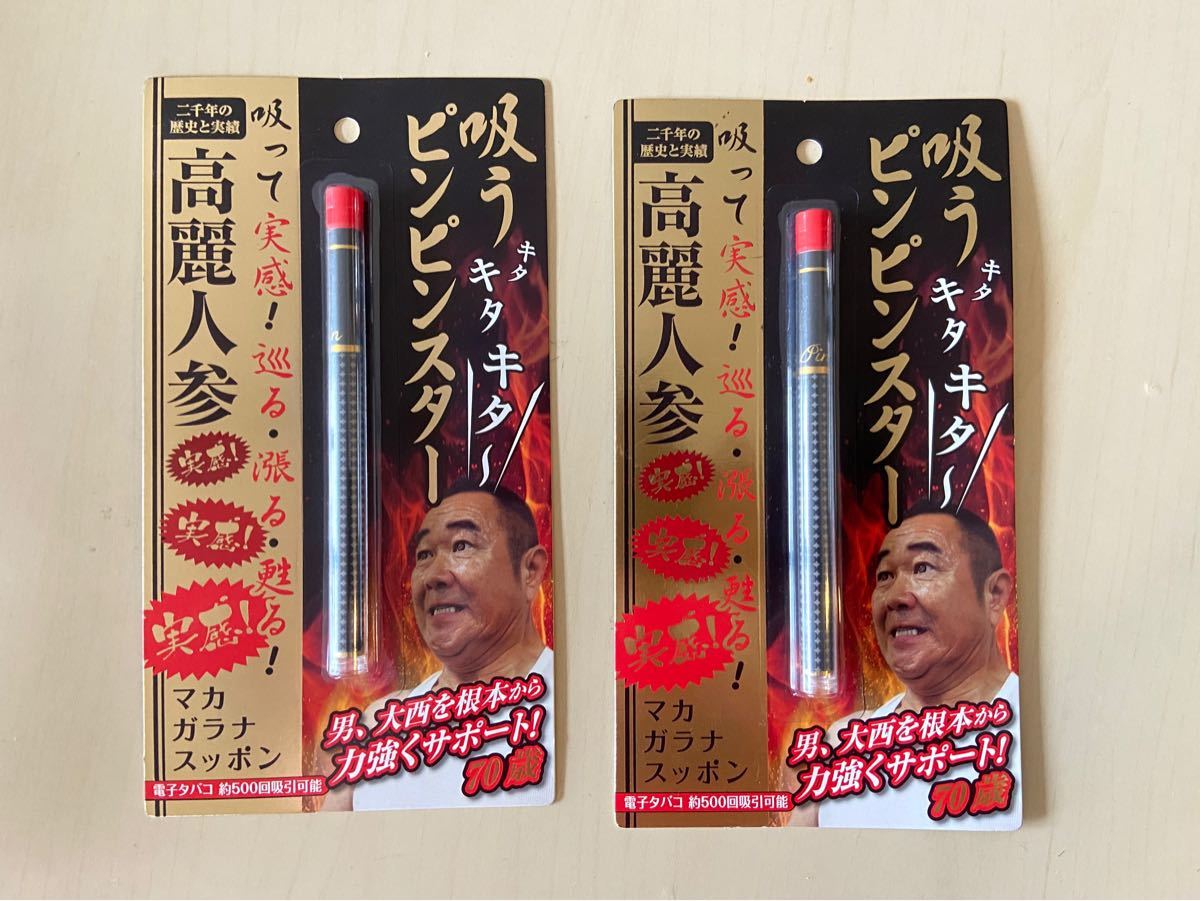 吸う
ピンピンスター
キタ
キタ
キタ〜
吸って実感！巡る・漲る・甦る！
二千年の
歴史と実績
高麗人参
実感！
実感！
実感！
マカ
ガラナ
スッポン
n
男、大西を根本から
力強くサポート！
70歳
電子タバコ 約500回吸引可能
吸う
ピンピンスター
キタ
キタ
キタ〜
吸って実感！巡る・漲る・甦る！
二千年の
歴史と実績
高麗人参
実感！
実感！
実感！
マカ
ガラナ
スッポン
Pin
男、大西を根本から
力強くサポート！
70歳
電子タバコ 約500回吸引可能